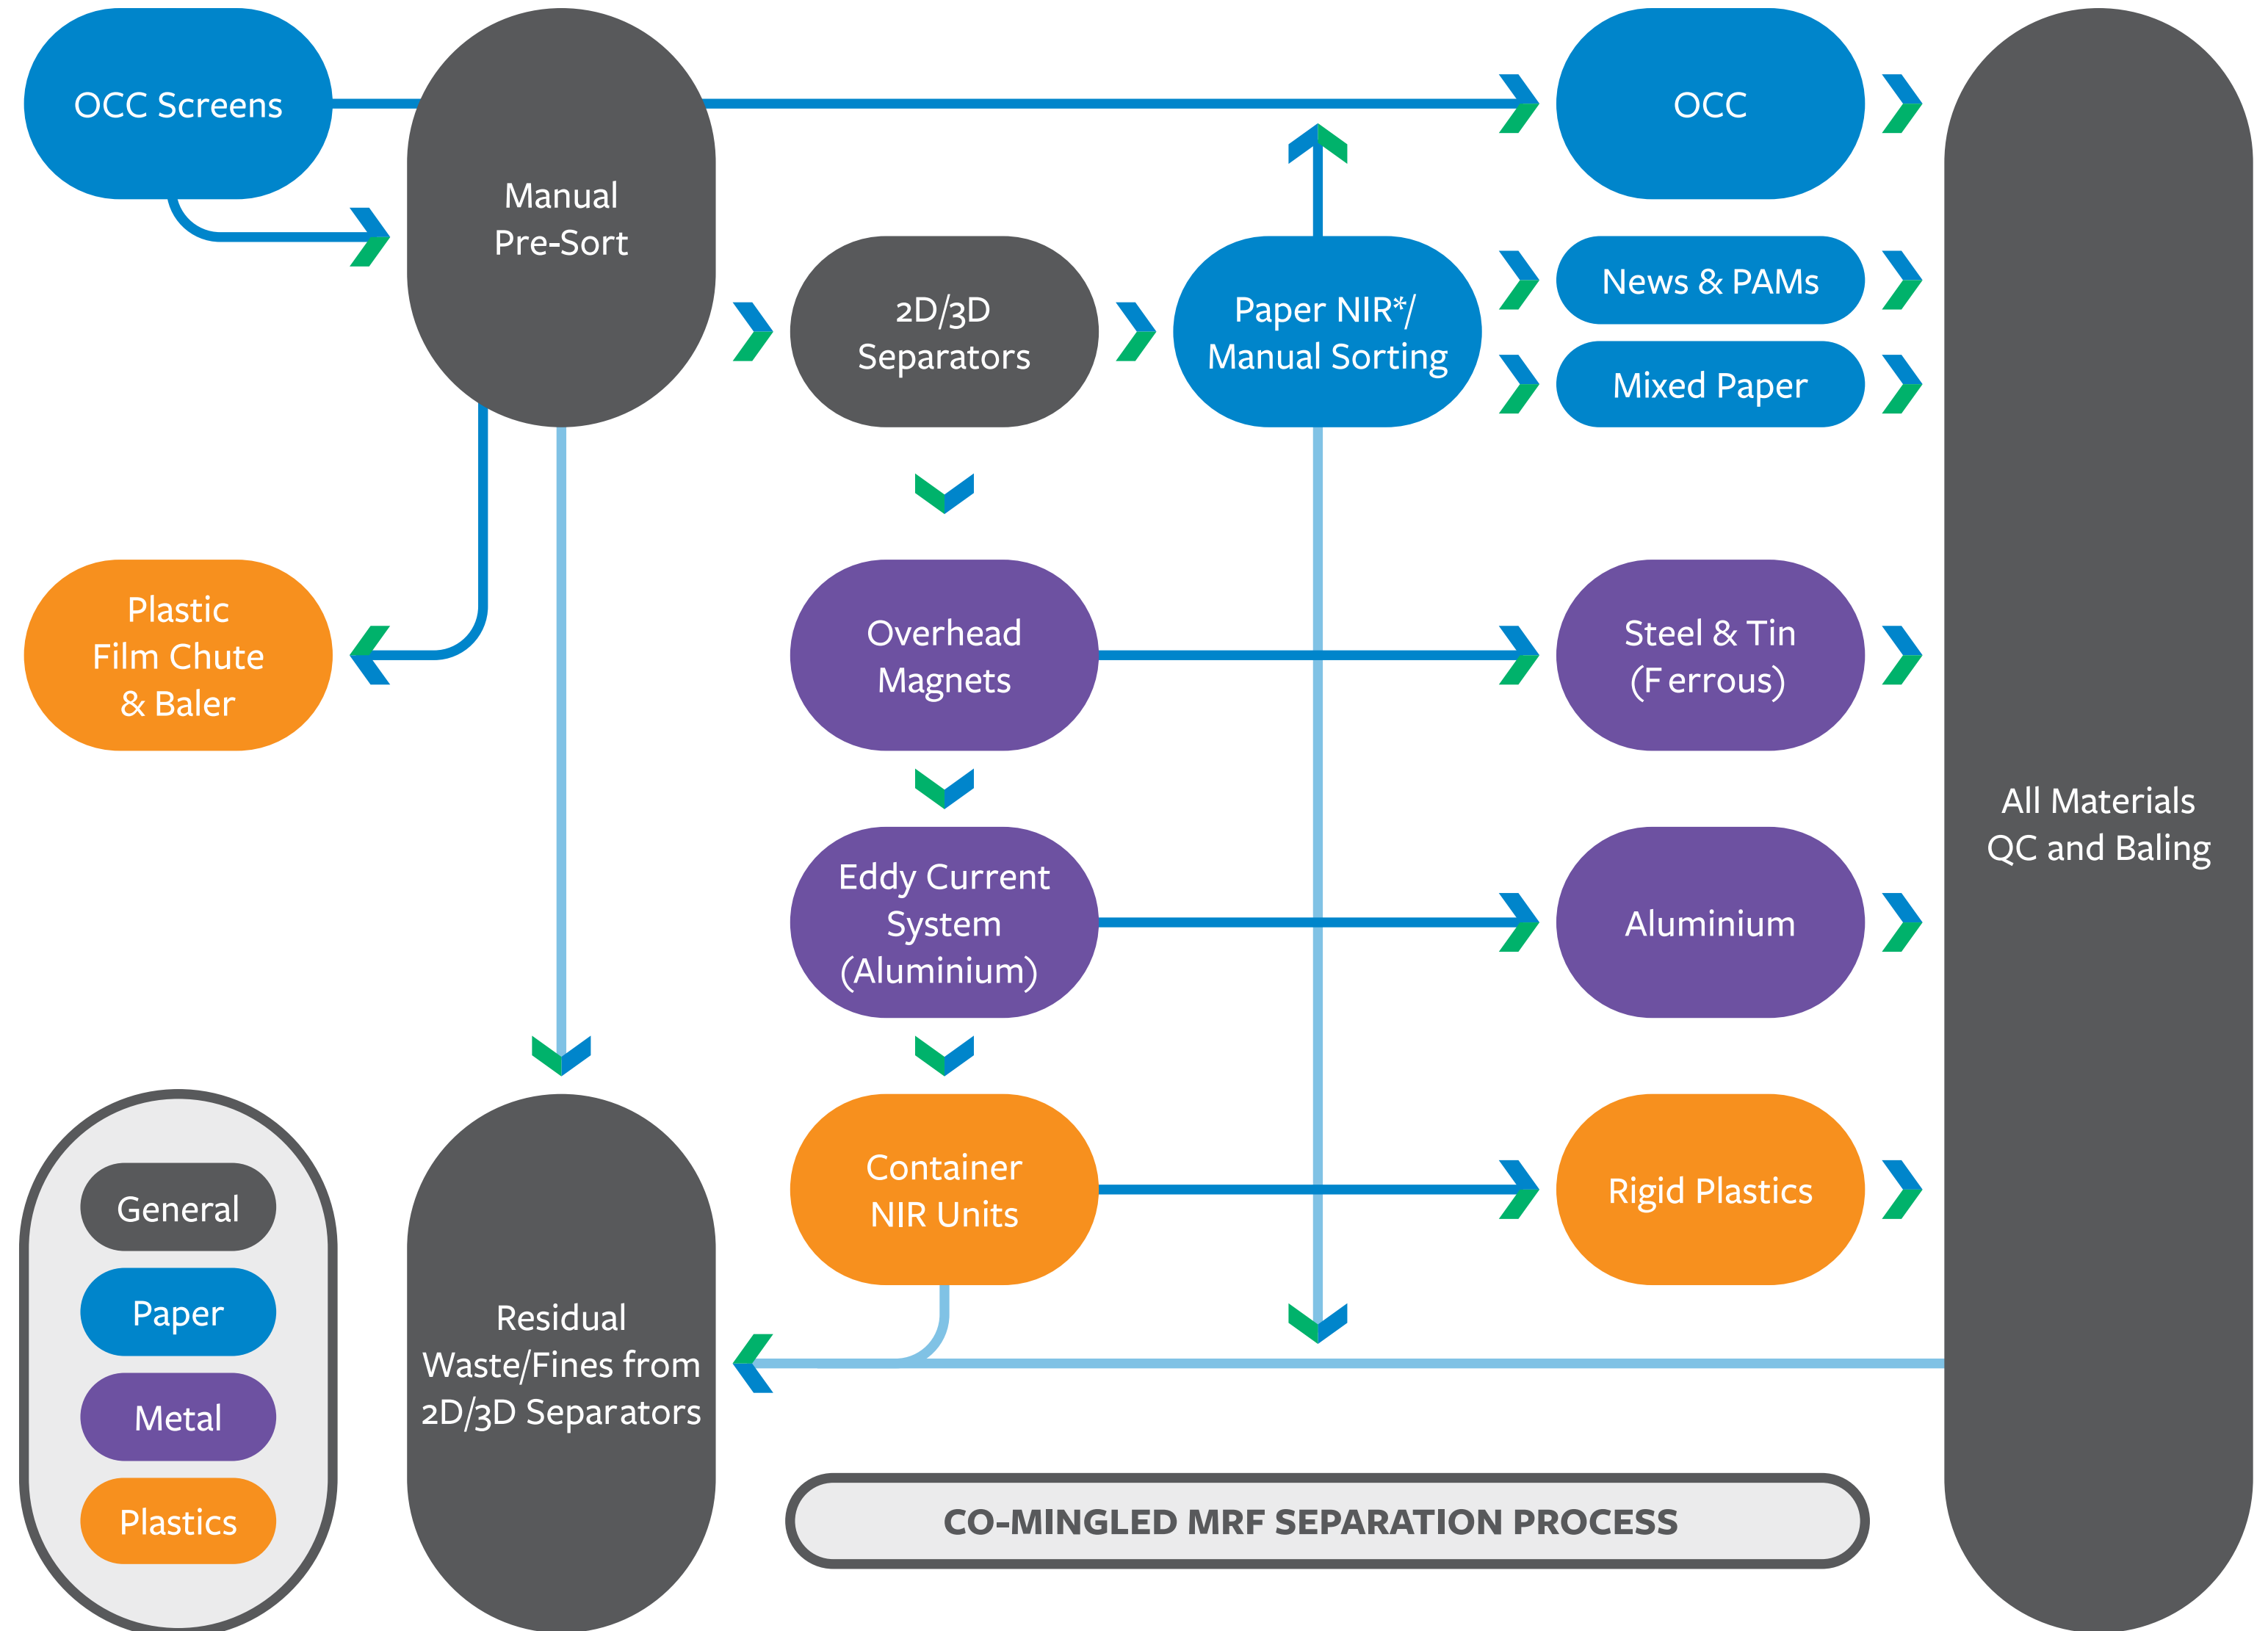 OCC Screens
Manual
Pre-Sort
OCC
2D/3D
Separators
Paper NIR*/
Manual Sorting
News & PAMs
Mixed Paper
Plastic
Film Chute
& Baler
Overhead
Magnets
Steel & Tin
(F errous)
All Materials
QC and Baling
Eddy Current
System
(Aluminium)
Aluminium
Container
NIR Units
Rigid Plastics
General
Paper
Metal
Plastics
Residual
Waste/Fines from
2D/3D Separators
CO-MINGLED MRF SEPARATION PROCESS